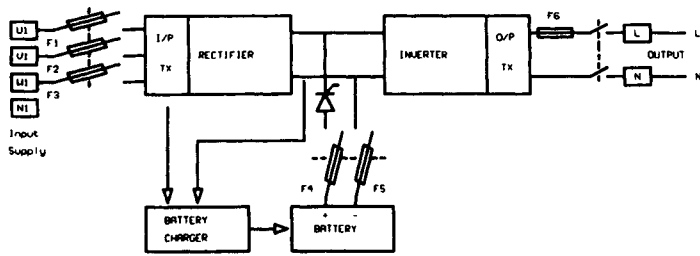 U1
F1
U1
F2
W1
F3
N1
Input
Supply
I/P
TX
RECTIFIER
INVERTER
O/P
TX
F6
L
L
OUTPUT
N
N
F4
F5
BATTERY
CHARGER
+ -
BATTERY